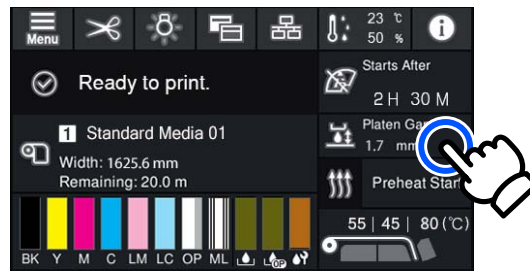 Menu
23 ℃
50 %
Ready to print.
Starts After
2 H 30 M
1 Standard Media 01
Width: 1625.6 mm
Remaining: 20.0 m
Platen
1.7 mm
Preheat Start
55 | 45 | 80 (℃)
BK Y M C LM LC OP ML OP